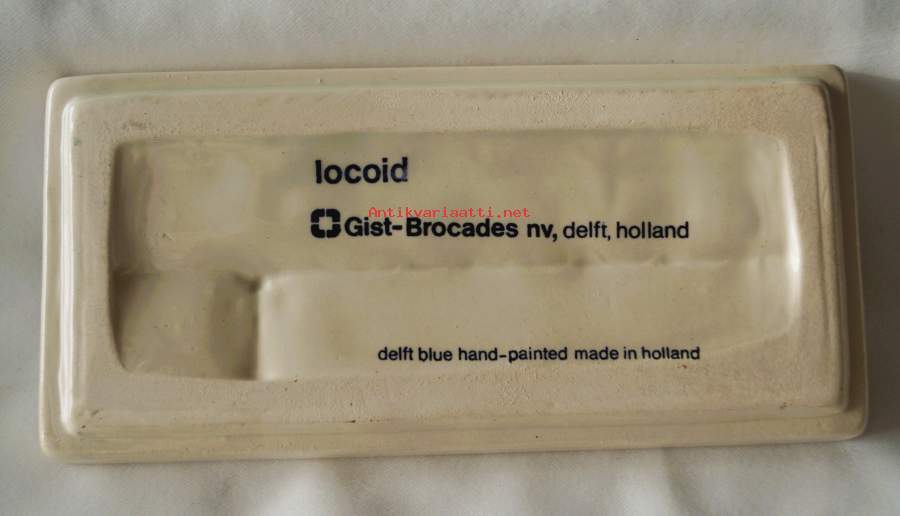 locoid
Antikvariaatti.net
Gist-Brocades nv, delft, holland
delft blue hand-painted made in holland